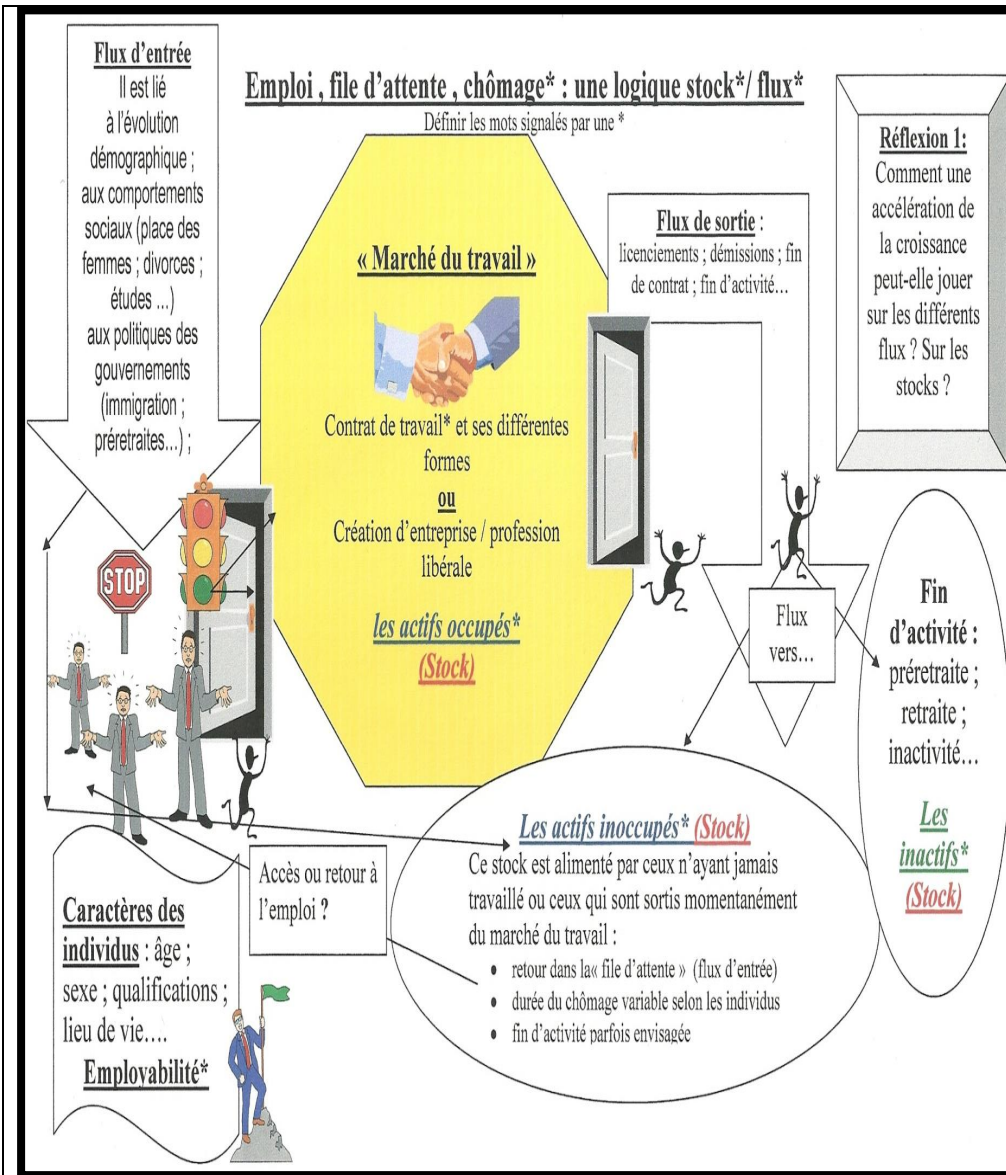 Flux d'entrée
Il est lié
à l'évolution
démographique ;
aux comportements
sociaux (place des
femmes ; divorces ;
études ...)
aux politiques des
gouvernements
(immigration ;
préretraites...) ;
Emploi , file d'attente , chômage* : une logique stock*/ flux*
Définir les mots signalés par une *
« Marché du travail »
Contrat de travail* et ses différentes
formes
ou
Création d'entreprise / profession
libérale
les actifs occupés*
(Stock)
Flux de sortie :
licenciements ; démissions ; fin
de contrat ; fin d'activité…
Réflexion 1:
Comment une
accélération de
la croissance
peut-elle jouer
sur les différents
flux ? Sur les
stocks ?
STOP
Flux
vers…
Fin
d'activité :
préretraite ;
retraite ;
inactivité…
Les
inactifs*
(Stock)
Les actifs inoccupés* (Stock)
Ce stock est alimenté par ceux n'ayant jamais
travaillé ou ceux qui sont sortis momentanément
du marché du travail :
• retour dans la« file d'attente » (flux d'entrée)
• durée du chômage variable selon les individus
• fin d'activité parfois envisagée
Accès ou retour à
l'emploi ?
Caractères des
individus : âge ;
sexe ; qualifications ;
lieu de vie….
Employabilité*